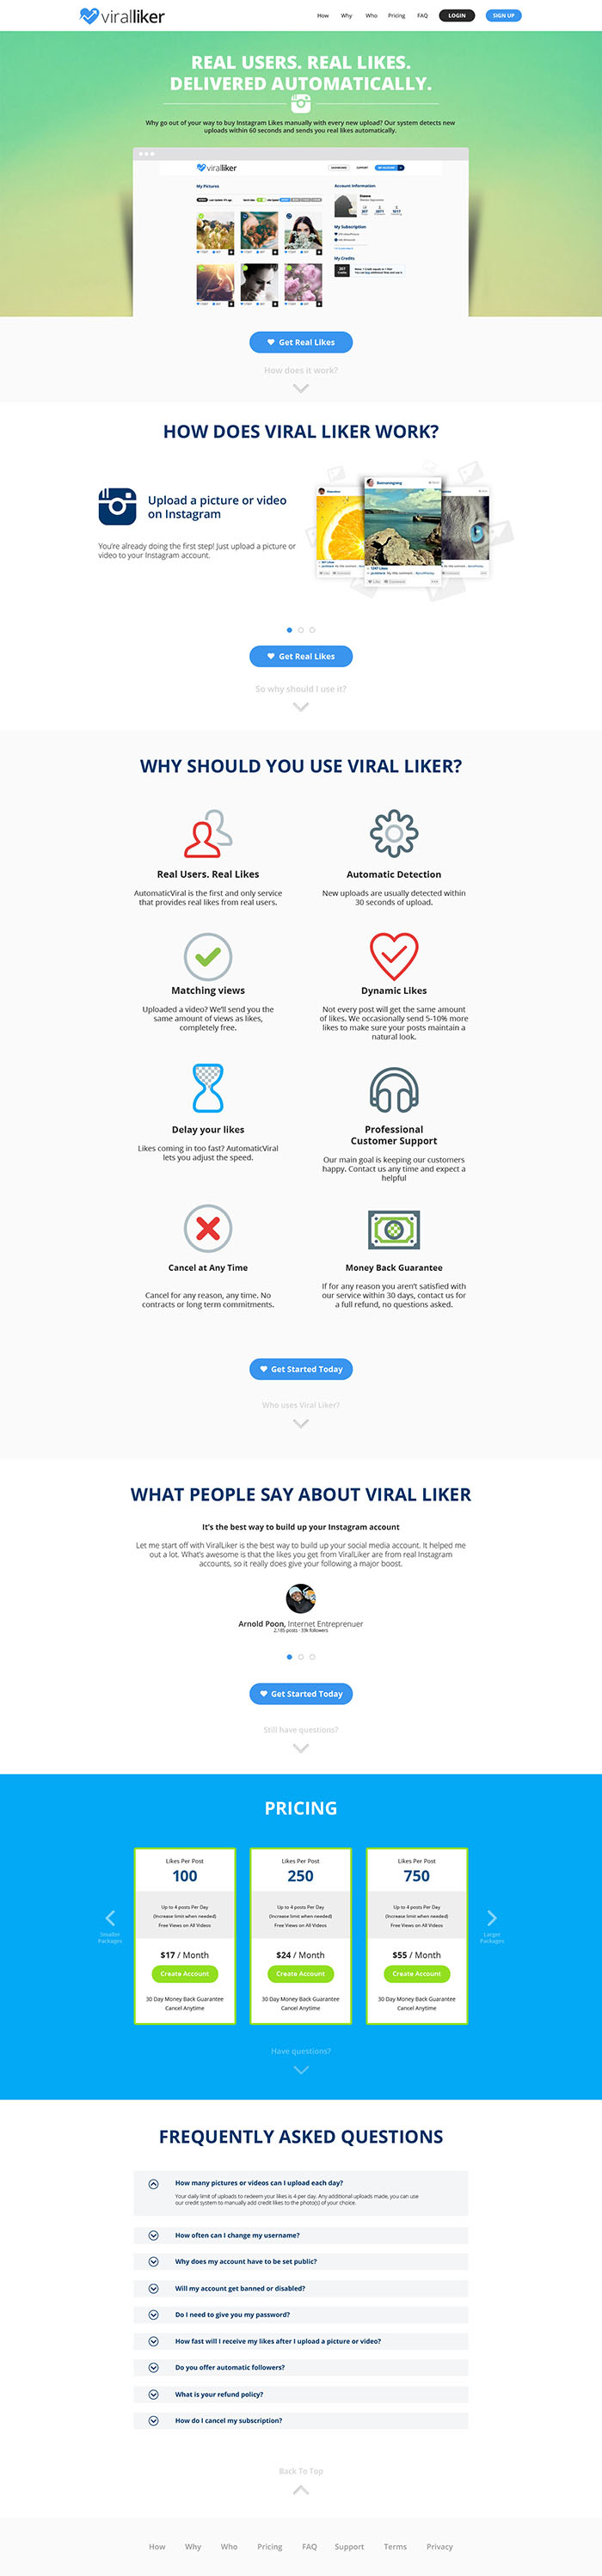 viralliker
How Why Who Pricing FAQ LOGIN SIGN UP
REAL USERS. REAL LIKES.
DELIVERED AUTOMATICALLY.
Why go out of your way to buy Instagram Likes manually with every new upload? Our system detects new
uploads within 60 seconds and sends you real likes automatically.
viralliker
SUPPORT
My Pictures
Account Information
My Subscription
My Credits
Get Real Likes
How does it work?
HOW DOES VIRAL LIKER WORK?
Upload a picture or video
on Instagram
You're already doing the first step! Just upload a picture or
video to your Instagram account.
Get Real Likes
So why should I use it?
WHY SHOULD YOU USE VIRAL LIKER?
Real Users. Real Likes
AutomaticViral is the first and only service
that provides real likes from real users.
Automatic Detection
New uploads are usually detected within
30 seconds of upload.
Matching views
Uploaded a video? We'll send you the
same amount of views as likes,
completely free.
Dynamic Likes
Not every post will get the same amount
of likes. We occasionally send 5-10% more
likes to make sure your posts maintain a
natural look.
Delay your likes
Likes coming in too fast? AutomaticViral
lets you adjust the speed.
Professional
Customer Support
Our main goal is keeping our customers
happy. Contact us any time and expect a
helpful
Cancel at Any Time
Cancel for any reason, any time. No
contracts or long term commitments.
Money Back Guarantee
If for any reason you aren't satisfied with
our service within 30 days, contact us for
a full refund, no questions asked.
Get Started Today
Who uses Viral Liker?
WHAT PEOPLE SAY ABOUT VIRAL LIKER
It's the best way to build up your Instagram account
Let me start off with ViralLiker is the best way to build up your social media account. It helped me
out a lot. What's awesome is that the likes you get from ViralLiker are from real Instagram
accounts, so it really does give your following a major boost.
Arnold Poon, Internet Entreprenuer
2,185 posts · 33k followers
Get Started Today
Still have questions?
PRICING
Likes Per Post
100
Up to 4 posts Per Day
(Increase limit when needed)
Free Views on All Videos
$17 / Month
Create Account
30 Day Money Back Guarantee
Cancel Anytime
Likes Per Post
250
Up to 4 posts Per Day
(Increase limit when needed)
Free Views on All Videos
$24 / Month
Create Account
30 Day Money Back Guarantee
Cancel Anytime
Likes Per Post
750
Up to 4 posts Per Day
(Increase limit when needed)
Free Views on All Videos
$55 / Month
Create Account
30 Day Money Back Guarantee
Cancel Anytime
Smaller
Packages
Larger
Packages
Have questions?
FREQUENTLY ASKED QUESTIONS
How many pictures or videos can I upload each day?
Your daily limit of uploads to redeem your likes is 4 per day. Any additional uploads made, you can use
our credit system to manually add credit likes to the photo(s) of your choice.
How often can I change my username?
Why does my account have to be set public?
Will my account get banned or disabled?
Do I need to give you my password?
How fast will I receive my likes after I upload a picture or video?
Do you offer automatic followers?
What is your refund policy?
How do I cancel my subscription?
Back To Top
How Why Who Pricing FAQ Support Terms Privacy